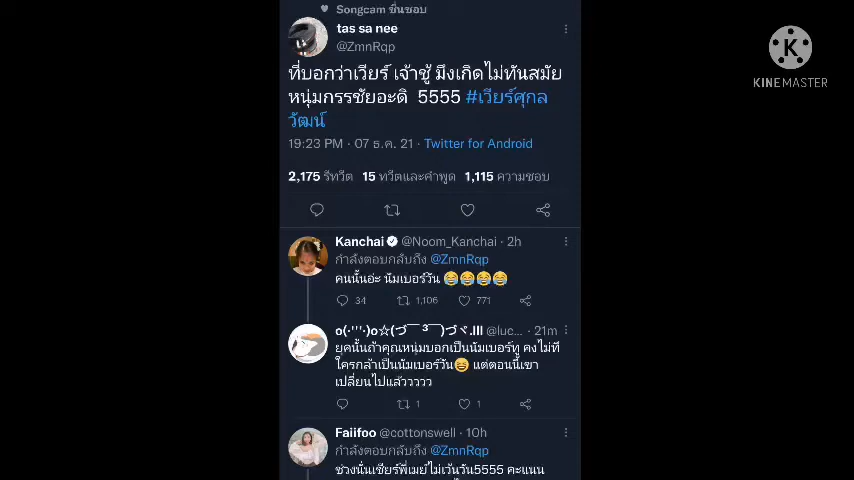 Songcam ชื่นชอบ
tas sa nee
@ZmnRqp
ที่บอกว่าเวียร์ เจ้าชู้ มึงเกิดไม่ทันสมัย
หนุ่มกรรชัยอะดิ 5555 #เวียร์ศุกล
วัฒน์
19:23 PM · 07 ธ.ค. 21 · Twitter for Android
2,175 รีทวีต 15 ทวีตและคำพูด 1,115 ความชอบ
Kanchai @Noom_Kanchai · 2h
กำลังตอบกลับถึง @ZmnRqp
คนนั้นอ่ะ นัมเบอร์วัน 😂😂😂😂
34 1,106 771
o(·'''·)o☆(づ￣ ³￣)づヾ.lll @luc... · 21m
ยุคนั้นถ้าคุณหนุ่มบอกเป็นนัมเบอร์ทู คงไม่มี
ใครกล้าเป็นนัมเบอร์วัน😆 แต่ตอนนี้เขา
เปลี่ยนไปแล้ววววว
1 1
Faiifoo @cottonswell · 10h
กำลังตอบกลับถึง @ZmnRqp
ช่วงนั้นเชียร์พี่เมย์ไม่เว้นวัน5555 คะแนน
K
KINEMASTER